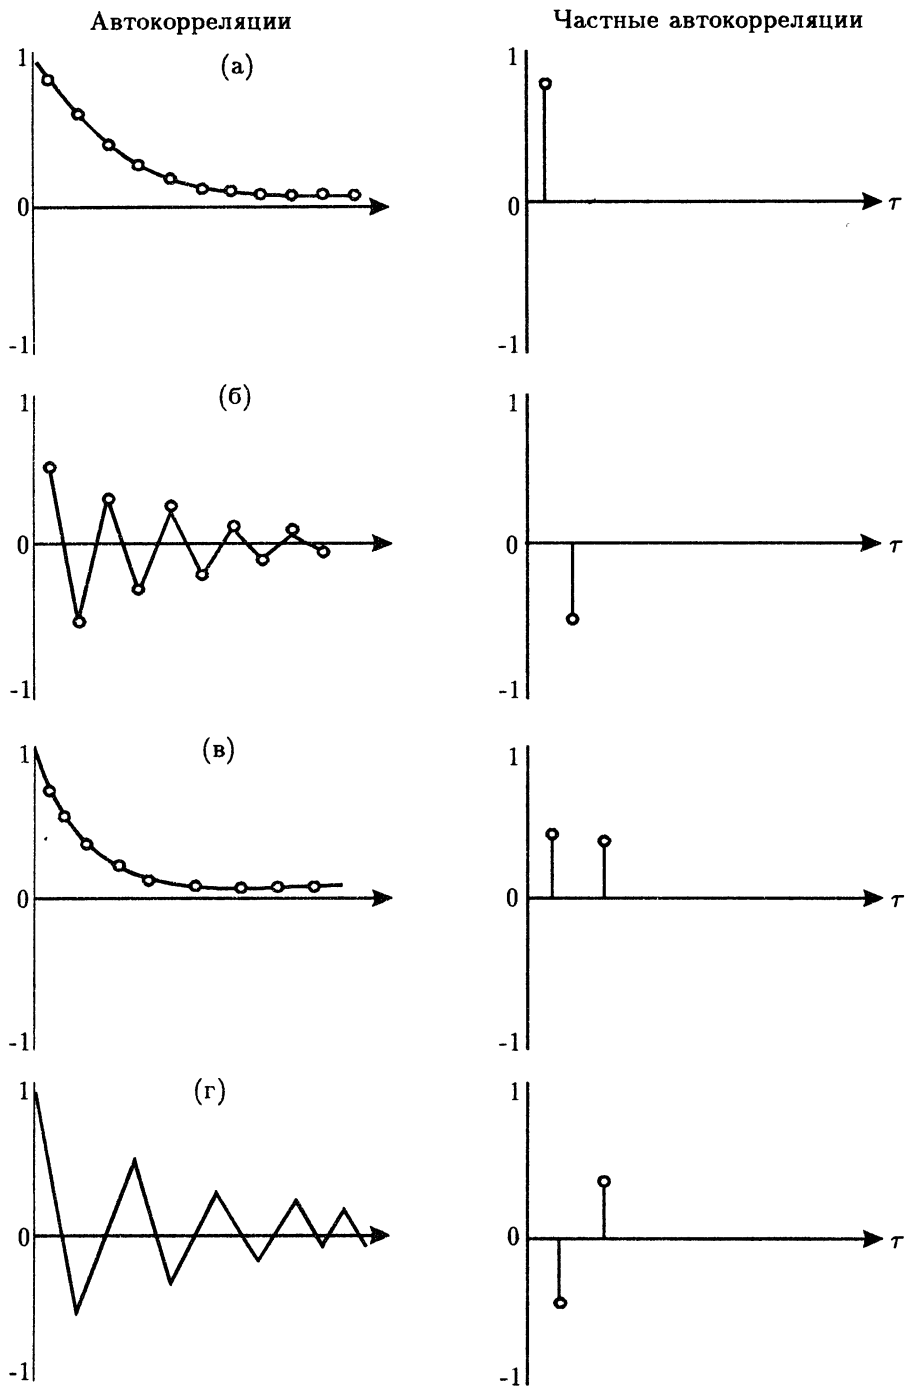 Автокорреляции Частные автокорреляции
(а)
1 1
0 0 τ
-1 -1
(б)
1 1
0 0 τ
-1 -1
(в)
1 1
0 0 τ
-1 -1
(г)
1 1
0 0 τ
-1 -1